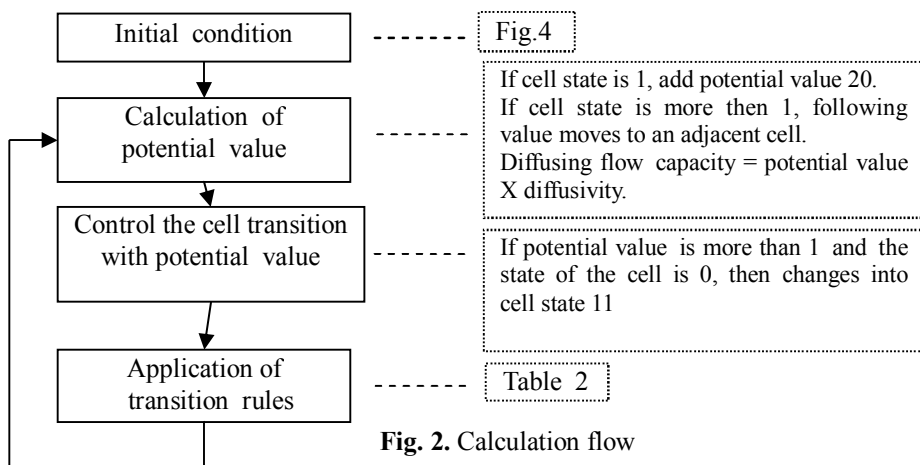 Initial condition
Fig.4
Calculation of
potential value
If cell state is 1, add potential value 20.
If cell state is more then 1, following
value moves to an adjacent cell.
Diffusing flow capacity = potential value
X diffusivity.
Control the cell transition
with potential value
If potential value is more than 1 and the
state of the cell is 0, then changes into
cell state 11
Application of
transition rules
Table 2
Fig. 2. Calculation flow